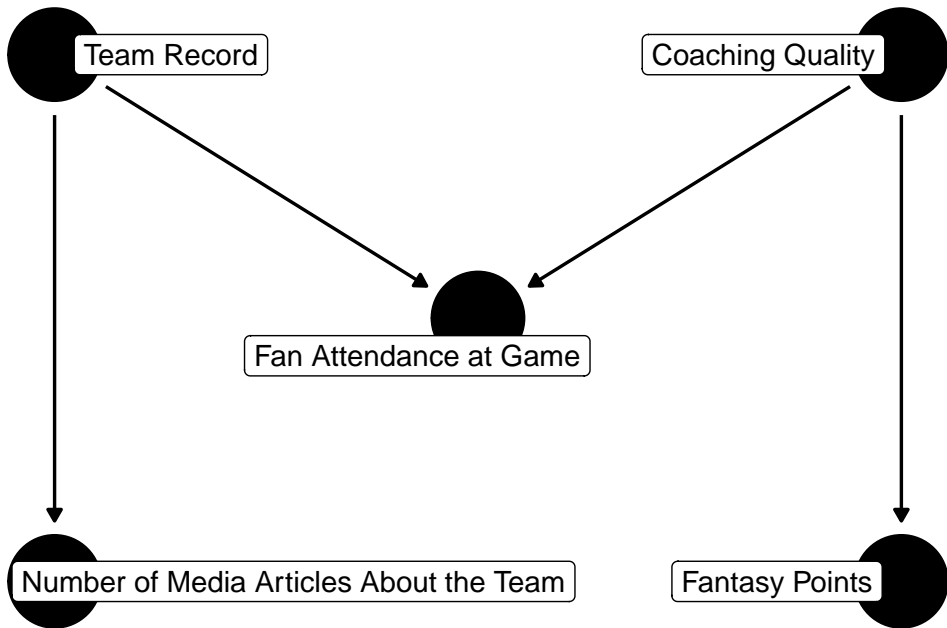 Team Record
Coaching Quality
Fan Attendance at Game
Number of Media Articles About the Team
Fantasy Points